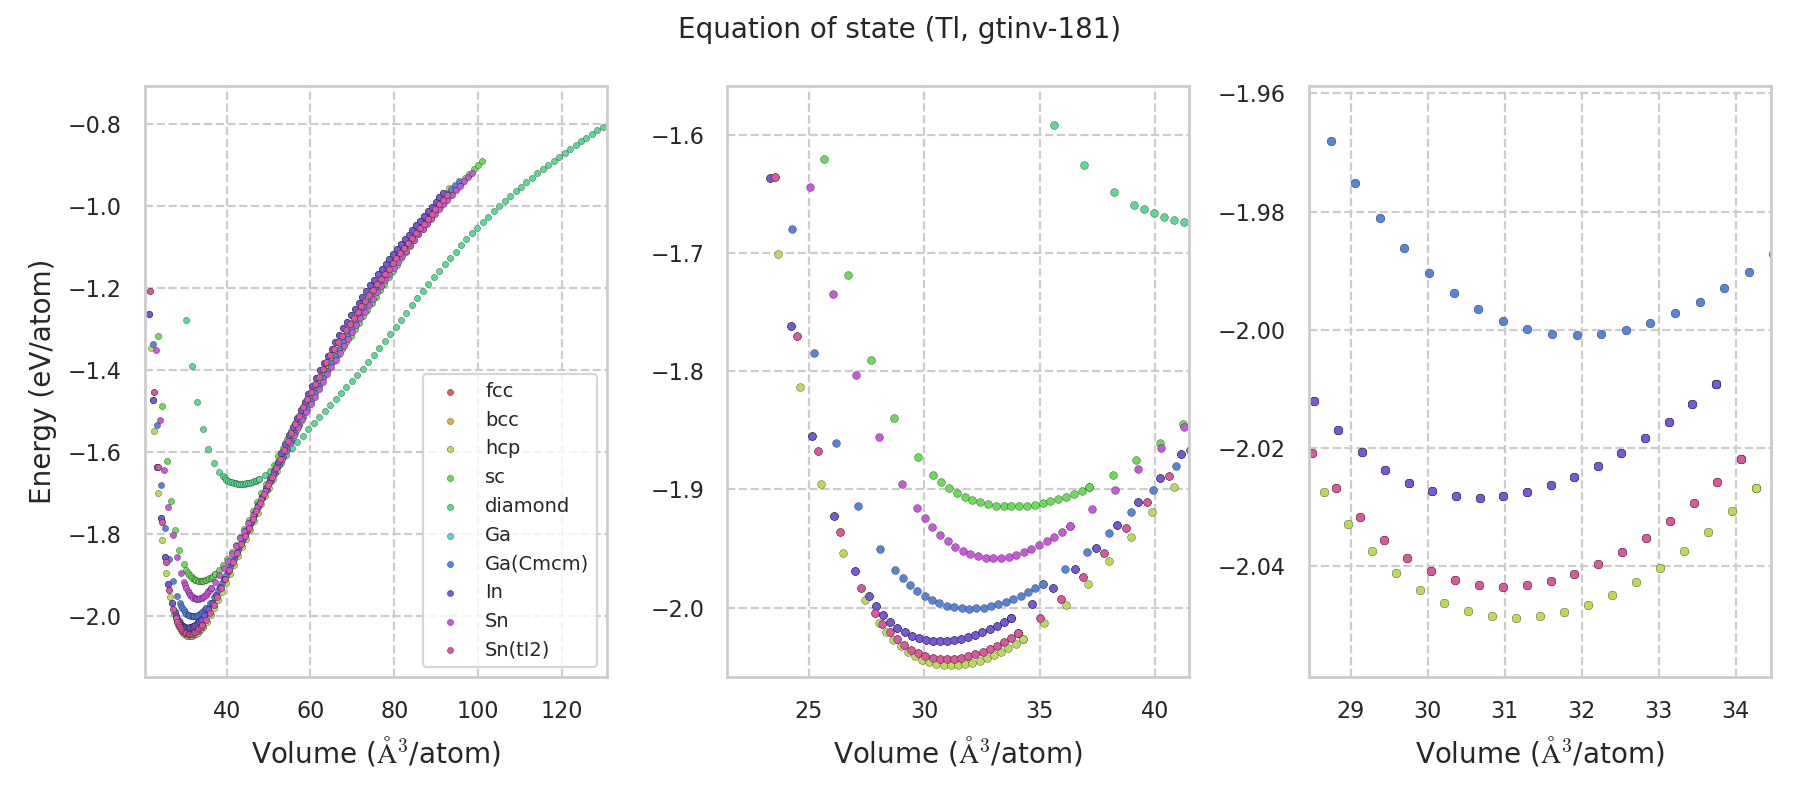 Equation of state (Tl, gtinv-181)
Energy (eV/atom)
−0.8
−1.0
−1.2
−1.4
−1.6
−1.8
−2.0
40 60 80 100 120
Volume (Å³/atom)
fcc
bcc
hcp
sc
diamond
Ga
Ga(Cmcm)
In
Sn
Sn(tI2)
−1.6
−1.7
−1.8
−1.9
−2.0
25 30 35 40
Volume (Å³/atom)
−1.96
−1.98
−2.00
−2.02
−2.04
29 30 31 32 33 34
Volume (Å³/atom)